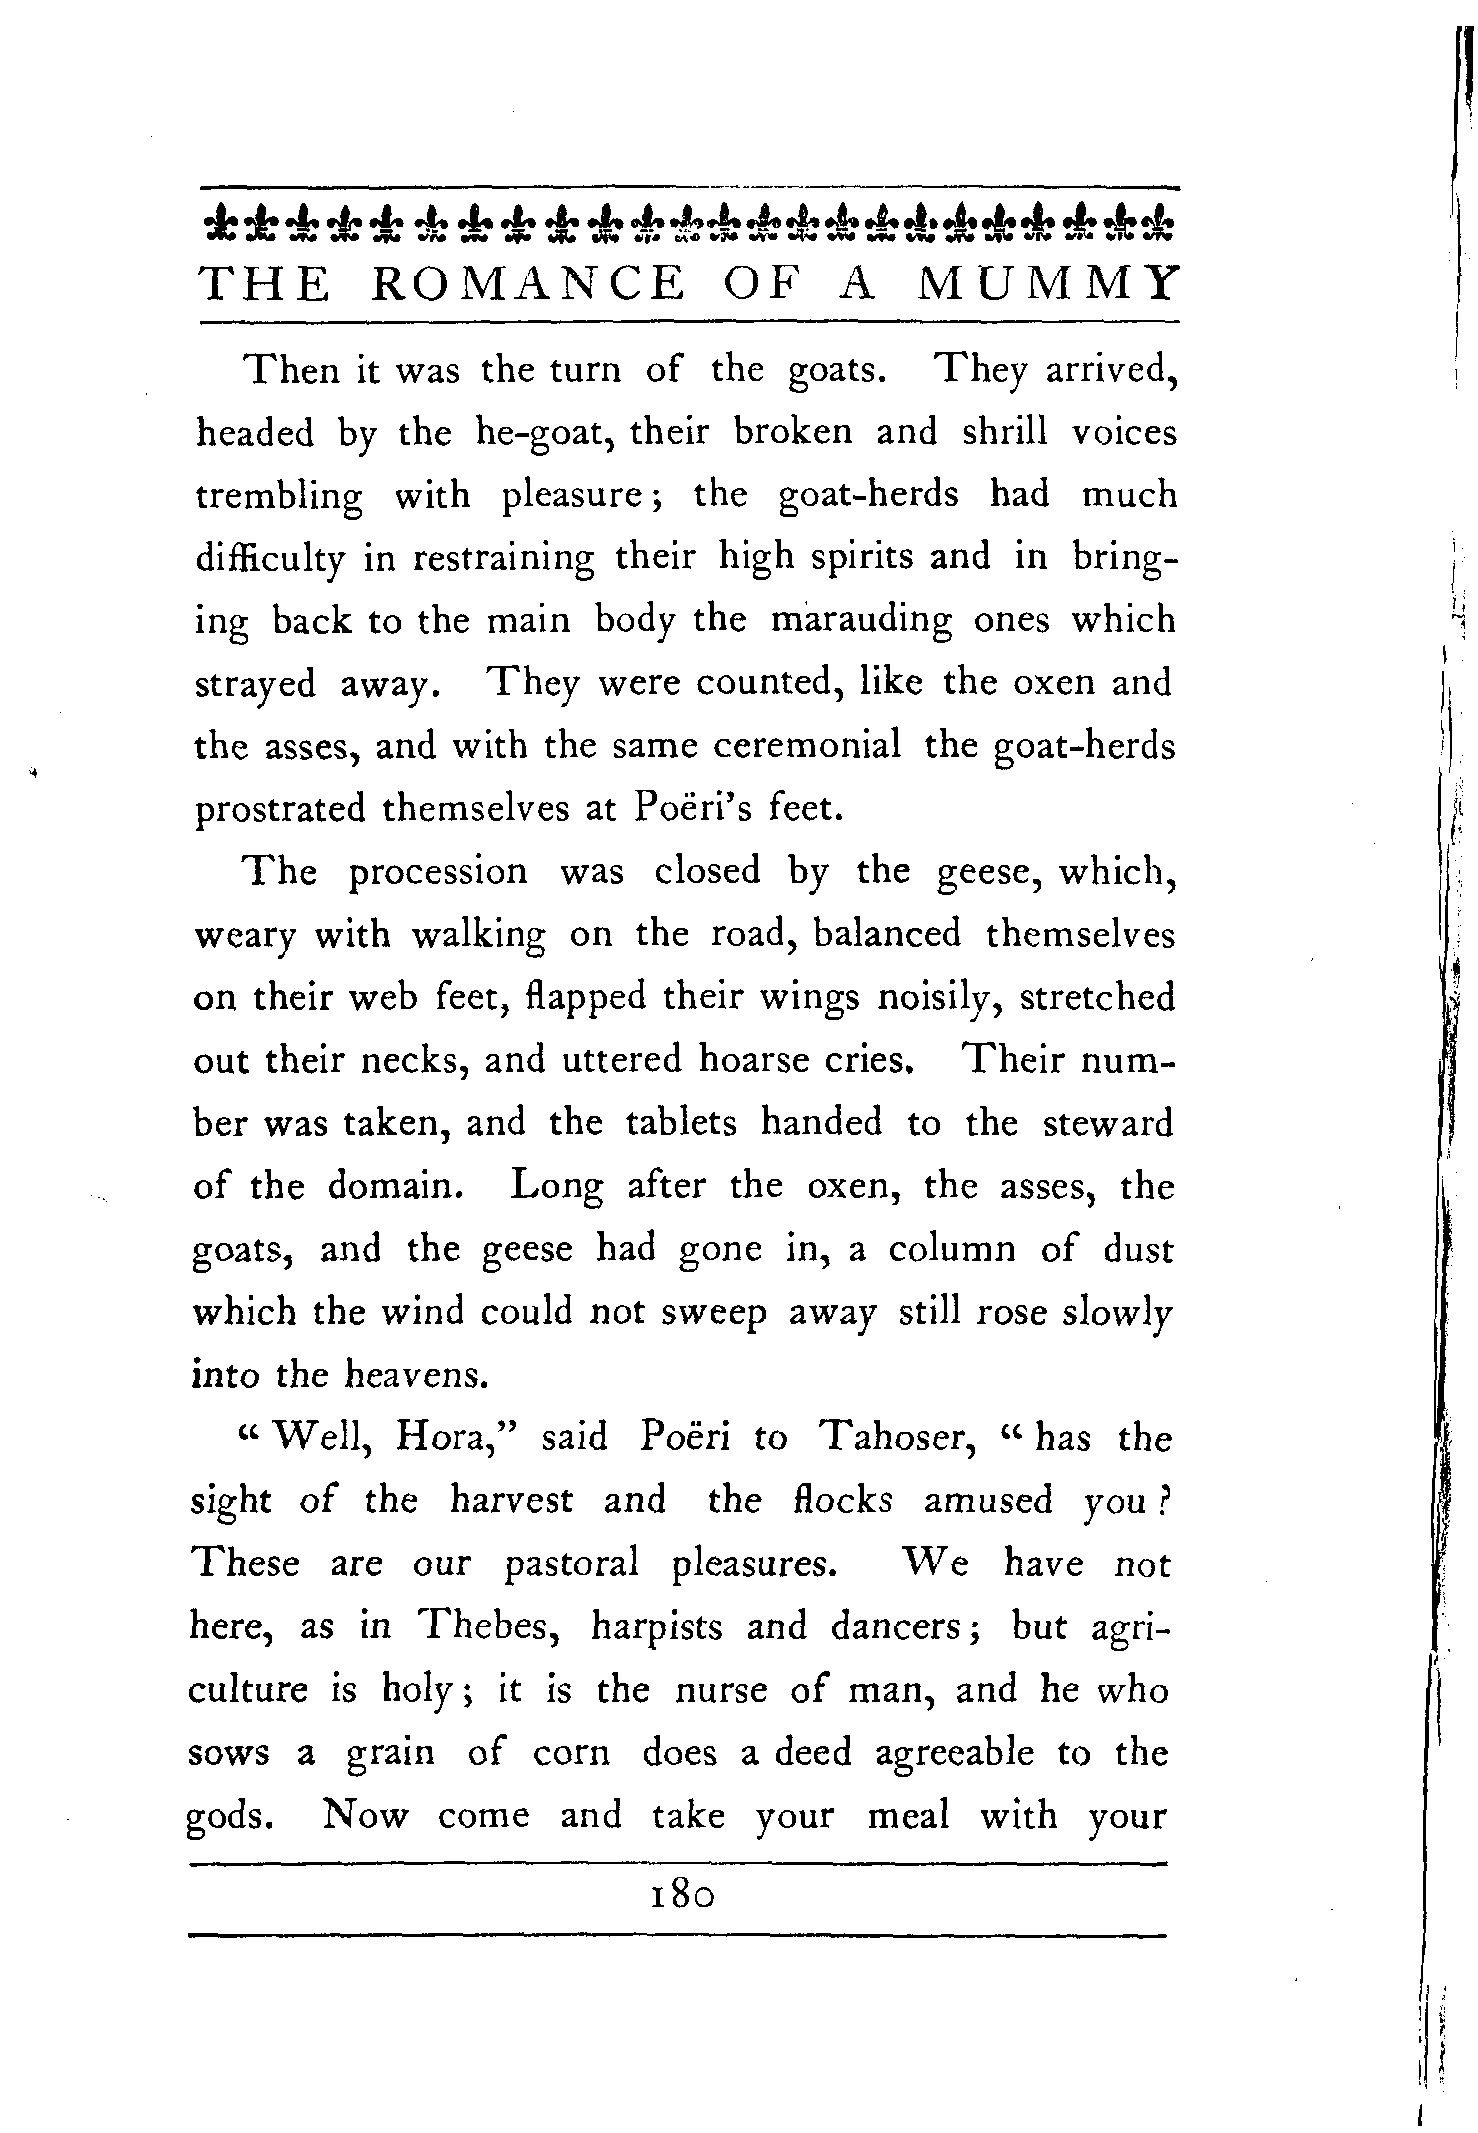 THE ROMANCE OF A MUMMY
Then it was the turn of the goats. They arrived,
headed by the he-goat, their broken and shrill voices
trembling with pleasure; the goat-herds had much
difficulty in restraining their high spirits and in bring-
ing back to the main body the marauding ones which
strayed away. They were counted, like the oxen and
the asses, and with the same ceremonial the goat-herds
prostrated themselves at Poëri's feet.
The procession was closed by the geese, which,
weary with walking on the road, balanced themselves
on their web feet, flapped their wings noisily, stretched
out their necks, and uttered hoarse cries. Their num-
ber was taken, and the tablets handed to the steward
of the domain. Long after the oxen, the asses, the
goats, and the geese had gone in, a column of dust
which the wind could not sweep away still rose slowly
into the heavens.
“ Well, Hora,” said Poëri to Tahoser, “ has the
sight of the harvest and the flocks amused you ?
These are our pastoral pleasures. We have not
here, as in Thebes, harpists and dancers; but agri-
culture is holy; it is the nurse of man, and he who
sows a grain of corn does a deed agreeable to the
gods. Now come and take your meal with your
180